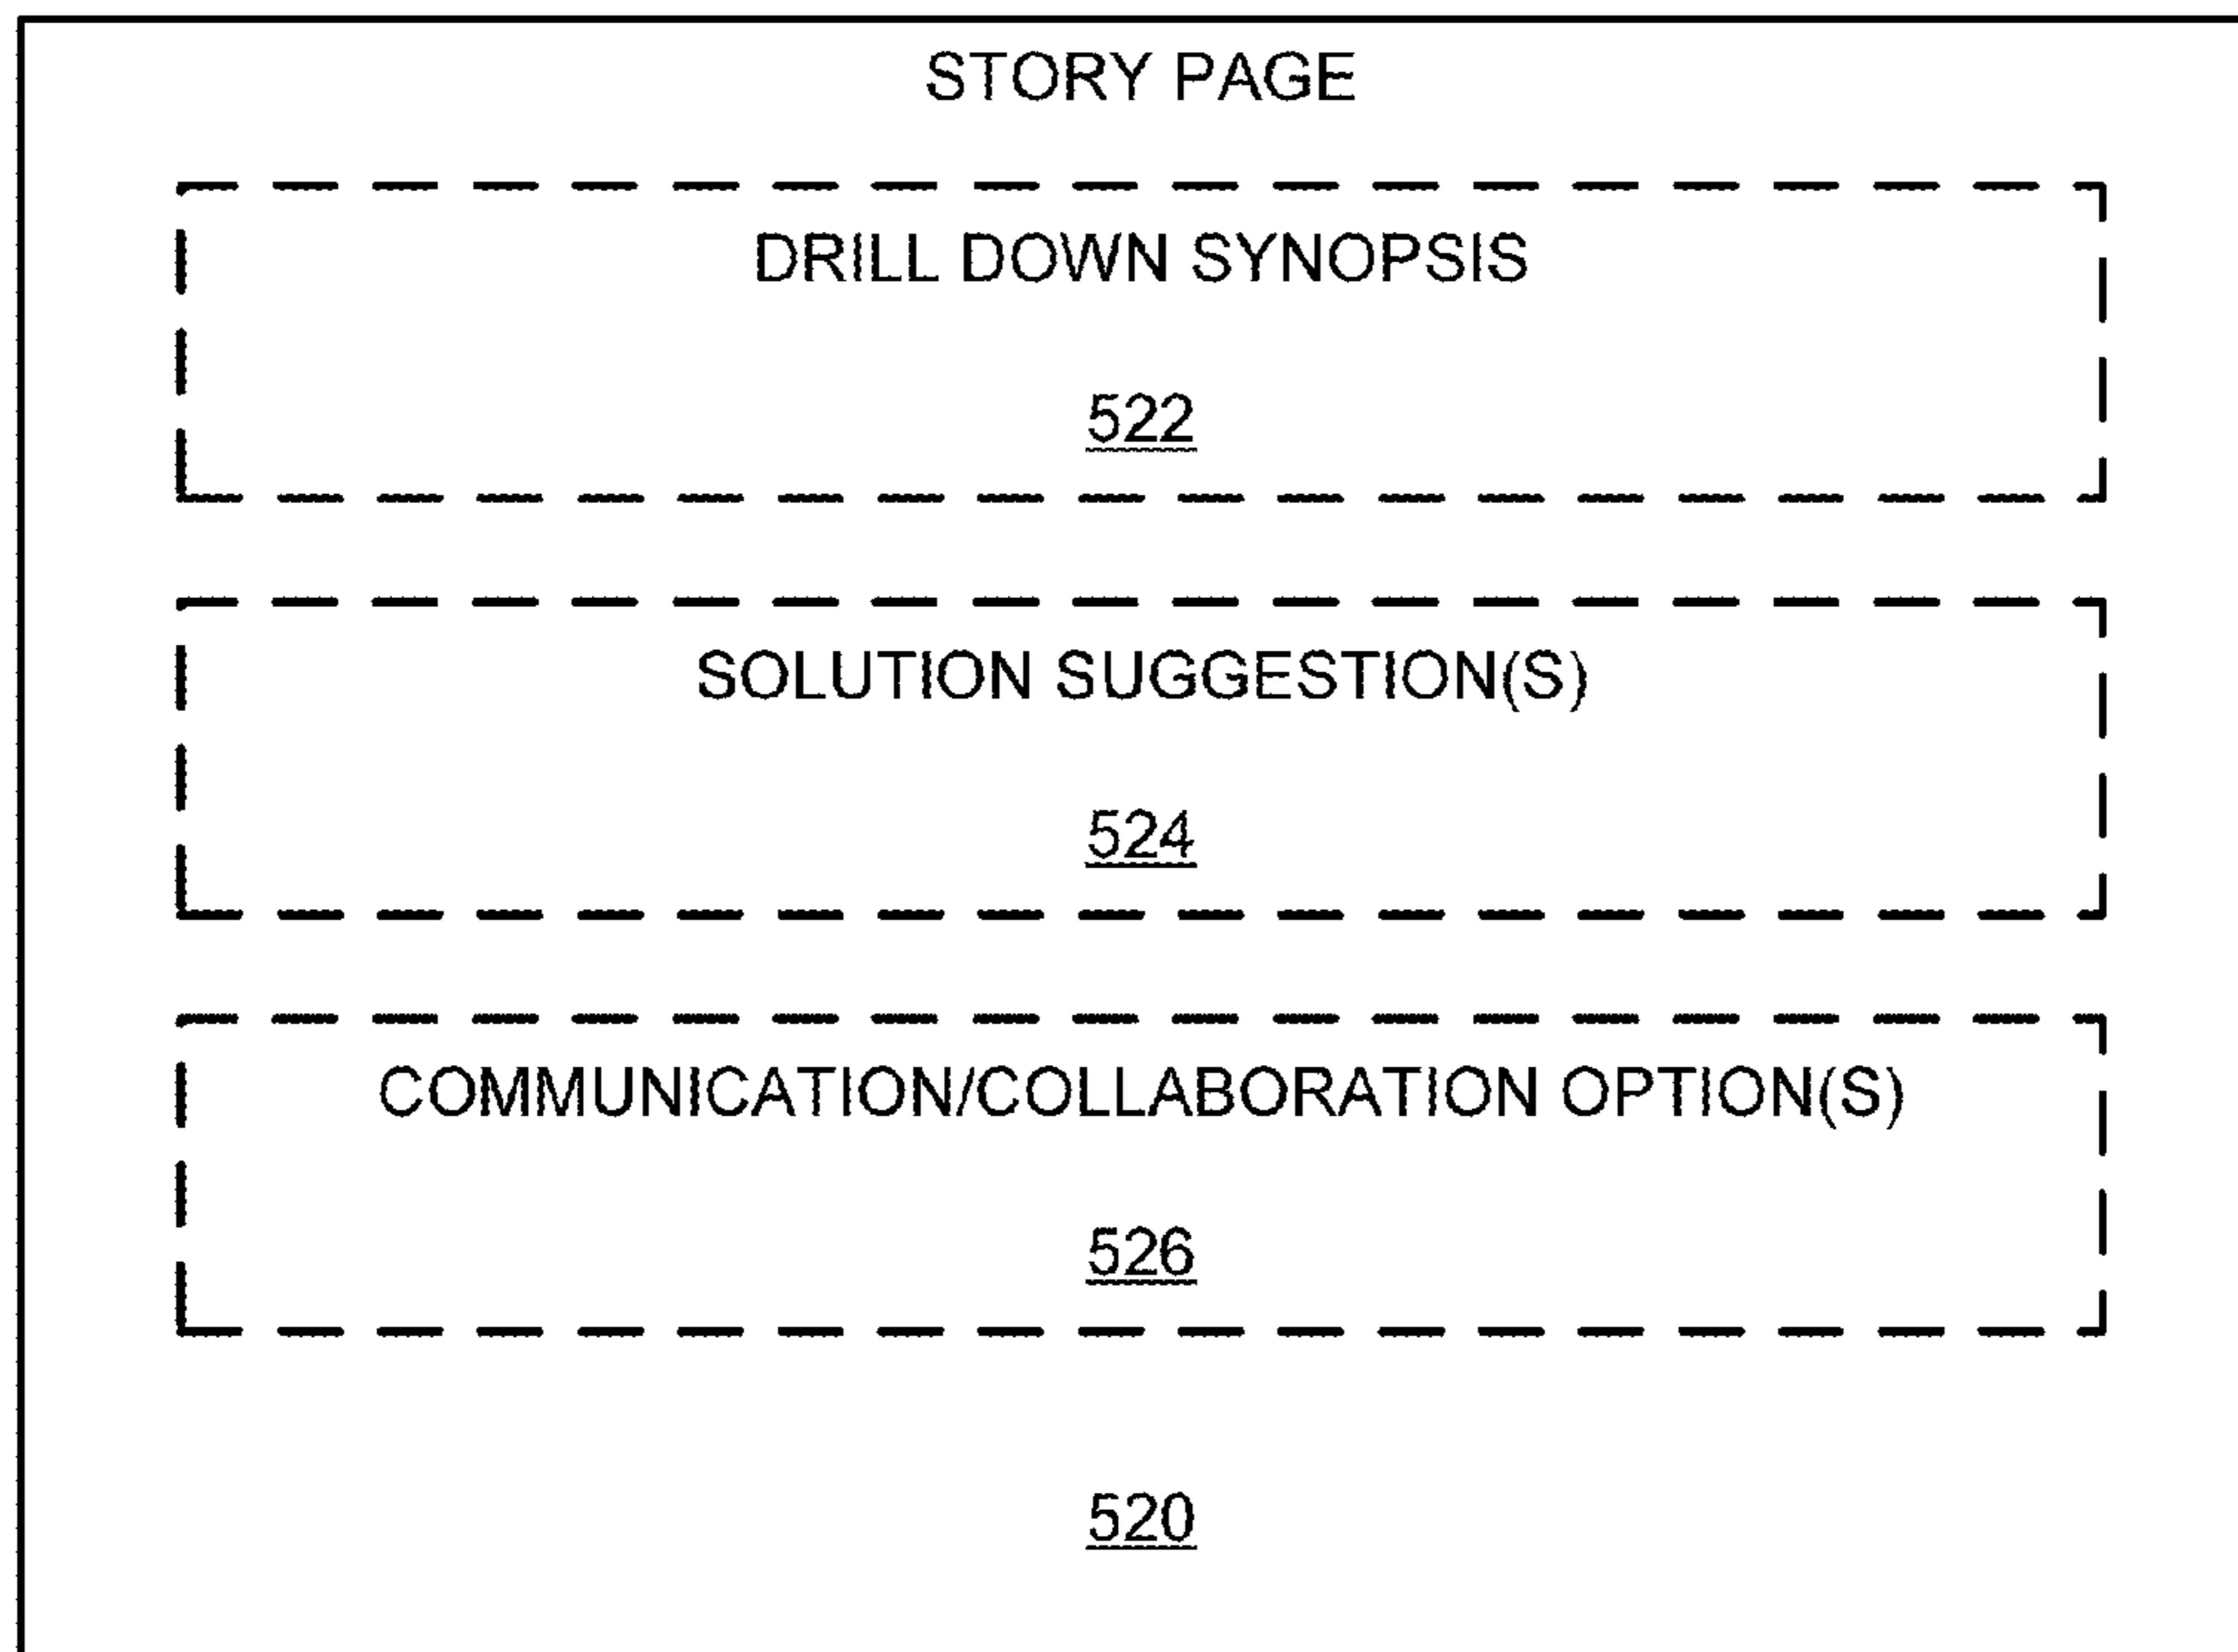 STORY PAGE
DRILL DOWN SYNOPSIS
522
SOLUTION SUGGESTION(S)
524
COMMUNICATION/COLLABORATION OPTION(S)
526
520